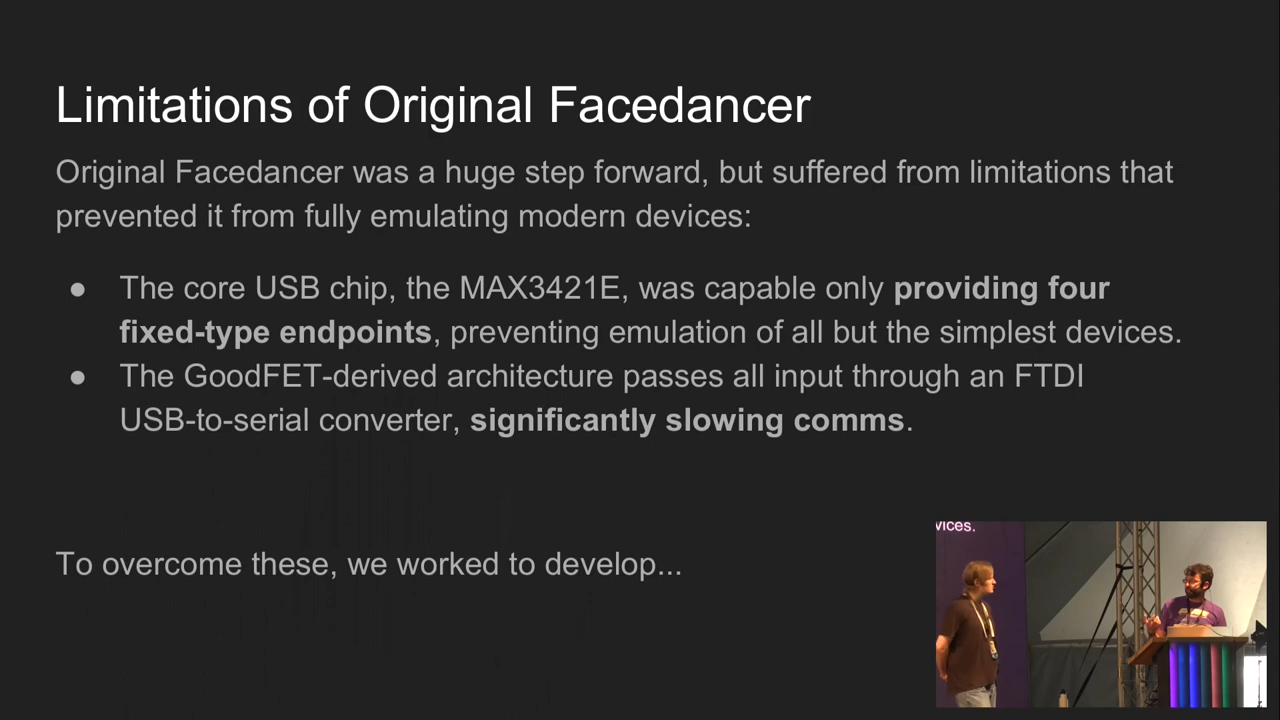 Limitations of Original Facedancer
Original Facedancer was a huge step forward, but suffered from limitations that
prevented it from fully emulating modern devices:
● The core USB chip, the MAX3421E, was capable only providing four
fixed-type endpoints, preventing emulation of all but the simplest devices.
● The GoodFET-derived architecture passes all input through an FTDI
USB-to-serial converter, significantly slowing comms.
To overcome these, we worked to develop...
vices.